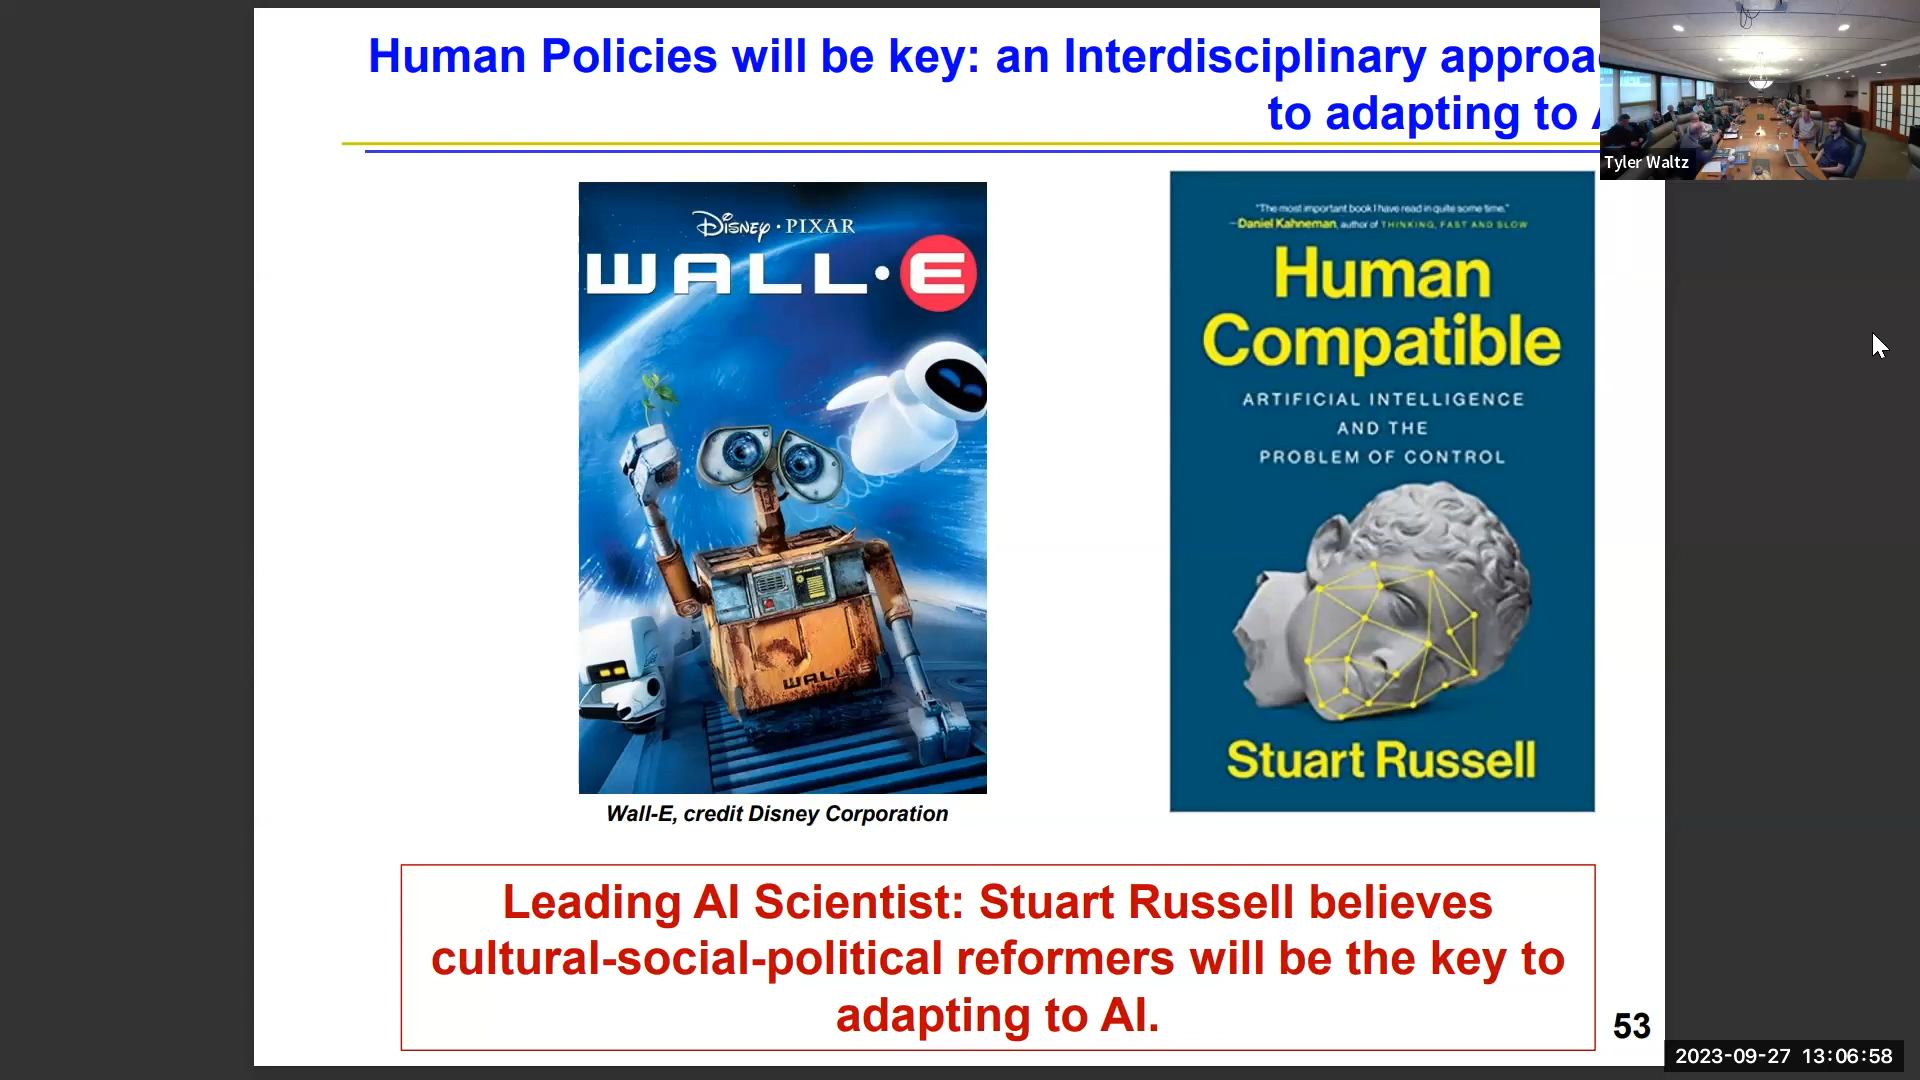 Human Policies will be key: an Interdisciplinary approa
to adapting to
Tyler Waltz
DISNEY · PIXAR
WALL·E
WALL·E
Wall-E, credit Disney Corporation
"The most important book I have read in quite some time."
—Daniel Kahneman, author of THINKING, FAST AND SLOW
Human
Compatible
ARTIFICIAL INTELLIGENCE
AND THE
PROBLEM OF CONTROL
Stuart Russell
Leading AI Scientist: Stuart Russell believes
cultural-social-political reformers will be the key to
adapting to AI.
53
2023-09-27 13:06:58